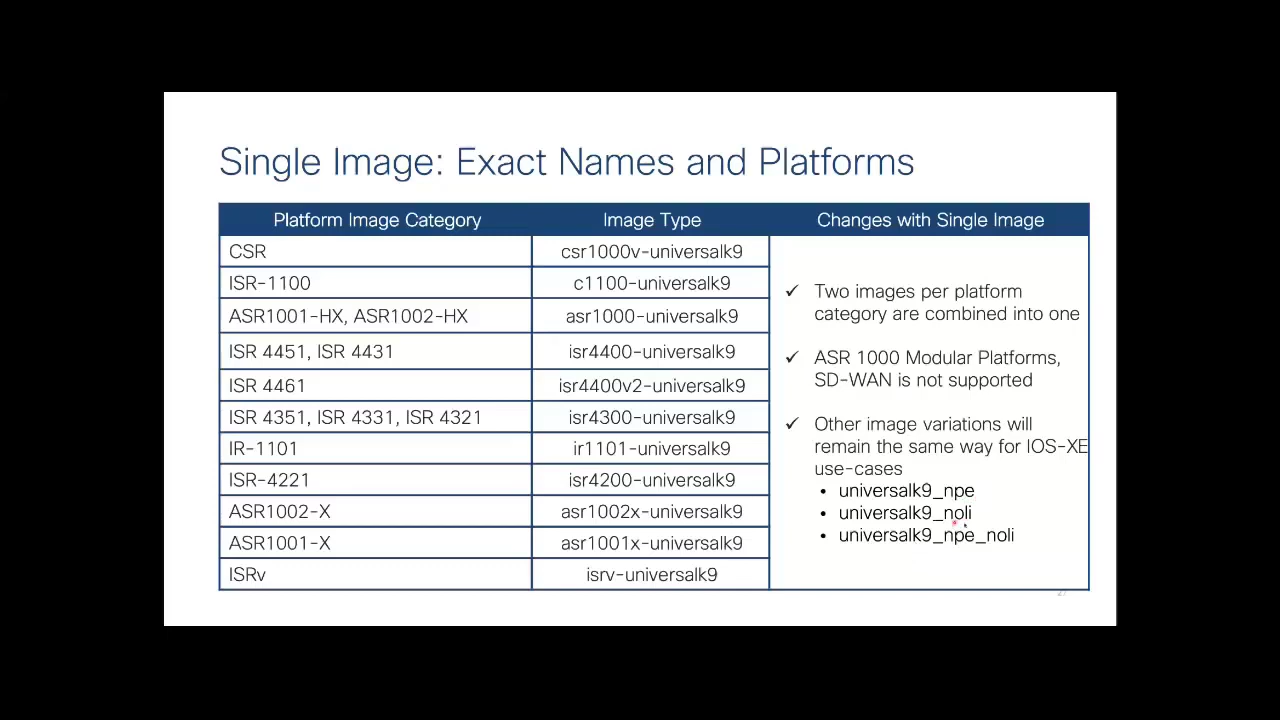 Single Image: Exact Names and Platforms
Platform Image Category Image Type Changes with Single Image
CSR csr1000v-universalk9
ISR-1100 c1100-universalk9
ASR1001-HX, ASR1002-HX asr1000-universalk9
ISR 4451, ISR 4431 isr4400-universalk9
ISR 4461 isr4400v2-universalk9
ISR 4351, ISR 4331, ISR 4321 isr4300-universalk9
IR-1101 ir1101-universalk9
ISR-4221 isr4200-universalk9
ASR1002-X asr1002x-universalk9
ASR1001-X asr1001x-universalk9
ISRv isrv-universalk9
✓ Two images per platform
category are combined into one
✓ ASR 1000 Modular Platforms,
SD-WAN is not supported
✓ Other image variations will
remain the same way for IOS-XE
use-cases
• universalk9_npe
• universalk9_noli
• universalk9_npe_noli